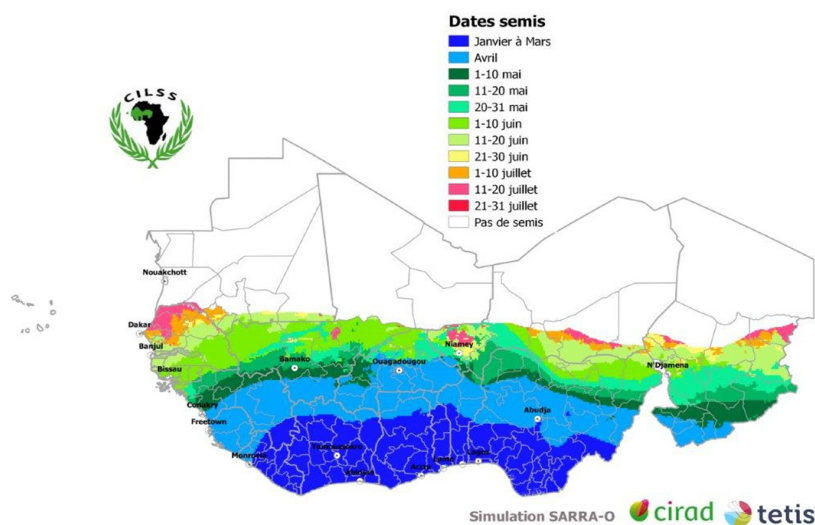 Dates semis
Janvier à Mars
Avril
1-10 mai
11-20 mai
20-31 mai
1-10 juin
11-20 juin
21-30 juin
1-10 juillet
11-20 juillet
21-31 juillet
Pas de semis
CILSS
Nouakchott
Dakar
Banjul
Bissau
Bamako
Ouagadougou
Niamey
N'Djamena
Conakry
Freetown
Abudja
Monrovia
Accra
Simulation SARRA-O
cirad
tetis